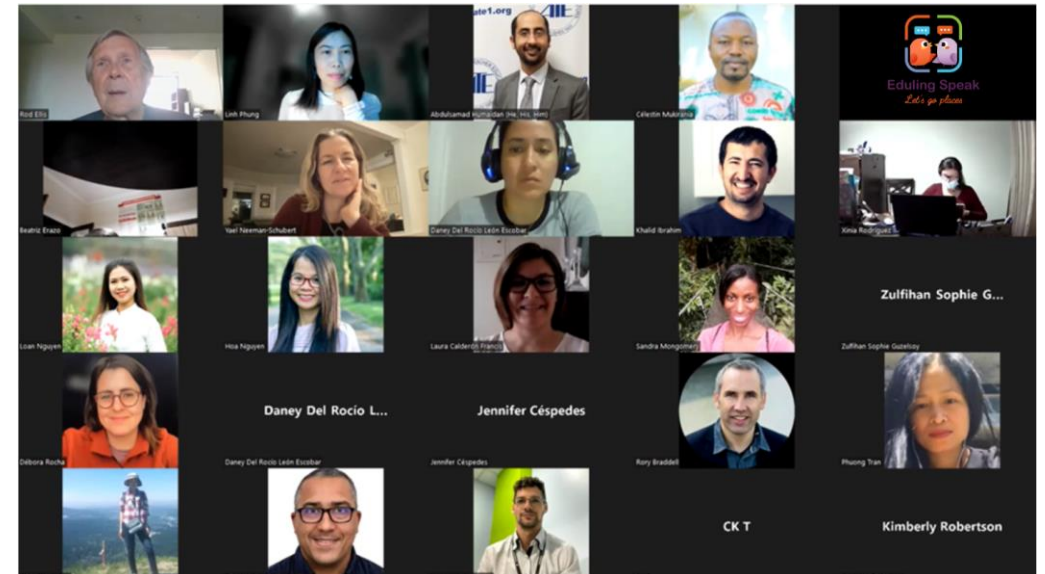 Rod Ellis
Linh Phung
ate1.org
Abdulsamad Humaidan (He, His, Him)
Célestin Mukirania
Eduling Speak
Let's go places
Beatriz Erazo
Yael Neeman-Schubert
Daney Del Rocío León Escobar
Khalid Ibrahim
Xinia Rodríguez
Loan Nguyen
Hoa Nguyen
Laura Calderón Francis
Sandra Mongomery
Zulfihan Sophie G...
Zulfihan Sophie Guzelsoy
Débora Rocha
Daney Del Rocío L...
Daney Del Rocío León Escobar
Jennifer Céspedes
Jennifer Céspedes
Rory Braddell
Phuong Tran
CK T
Kimberly Robertson